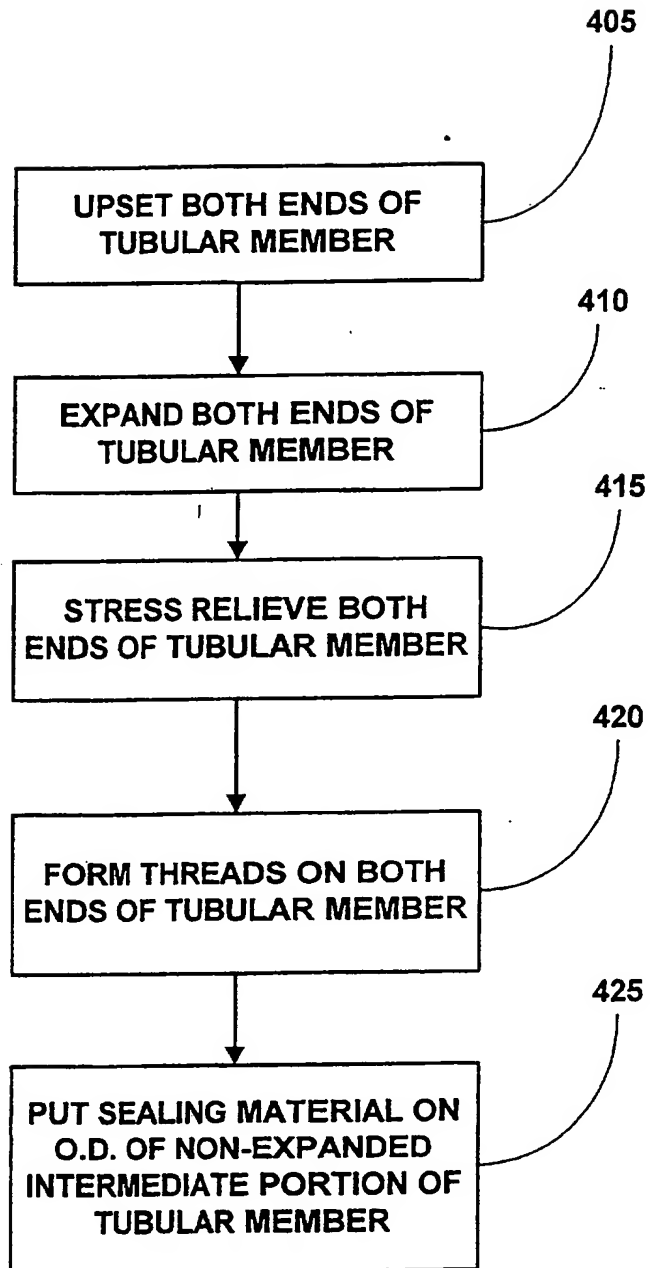 405
UPSET BOTH ENDS OF
TUBULAR MEMBER
410
EXPAND BOTH ENDS OF
TUBULAR MEMBER
415
STRESS RELIEVE BOTH
ENDS OF TUBULAR MEMBER
420
FORM THREADS ON BOTH
ENDS OF TUBULAR MEMBER
425
PUT SEALING MATERIAL ON
O.D. OF NON-EXPANDED
INTERMEDIATE PORTION OF
TUBULAR MEMBER